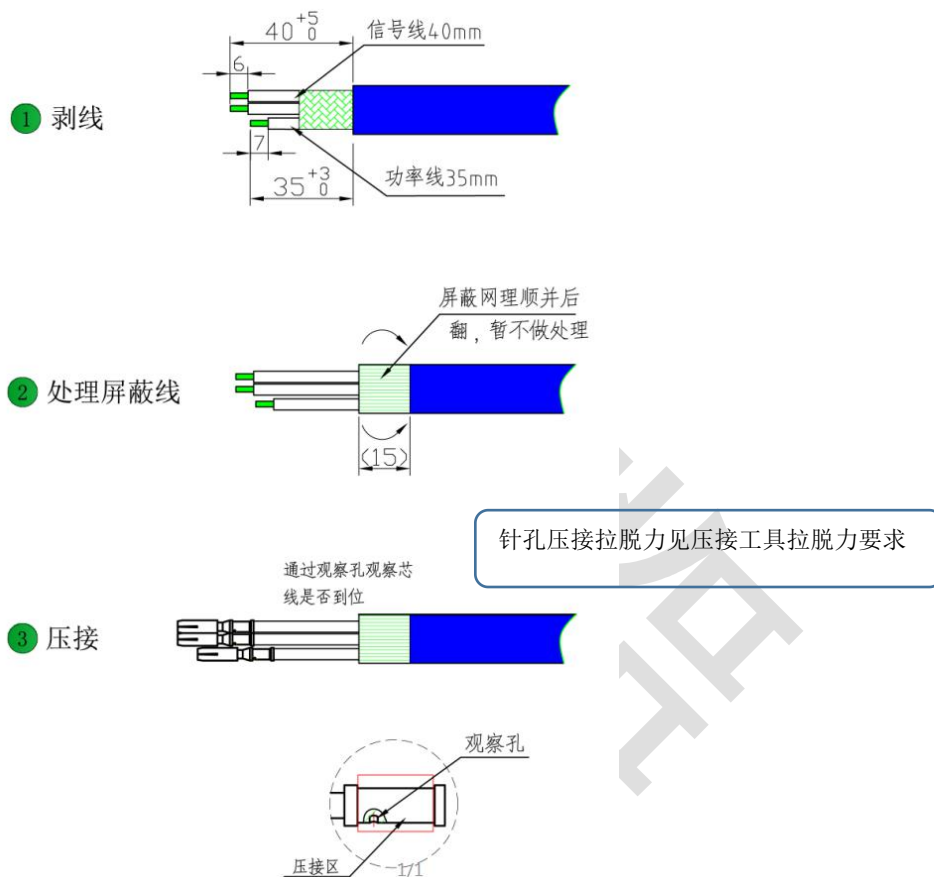 40 +5 0
信号线40mm
6
1 剥线
7
35 +3 0
功率线35mm
屏蔽网理顺并后
翻，暂不做处理
2 处理屏蔽线
(15)
针孔压接拉脱力见压接工具拉脱力要求
通过观察孔观察芯
线是否到位
3 压接
观察孔
压接区
1/1